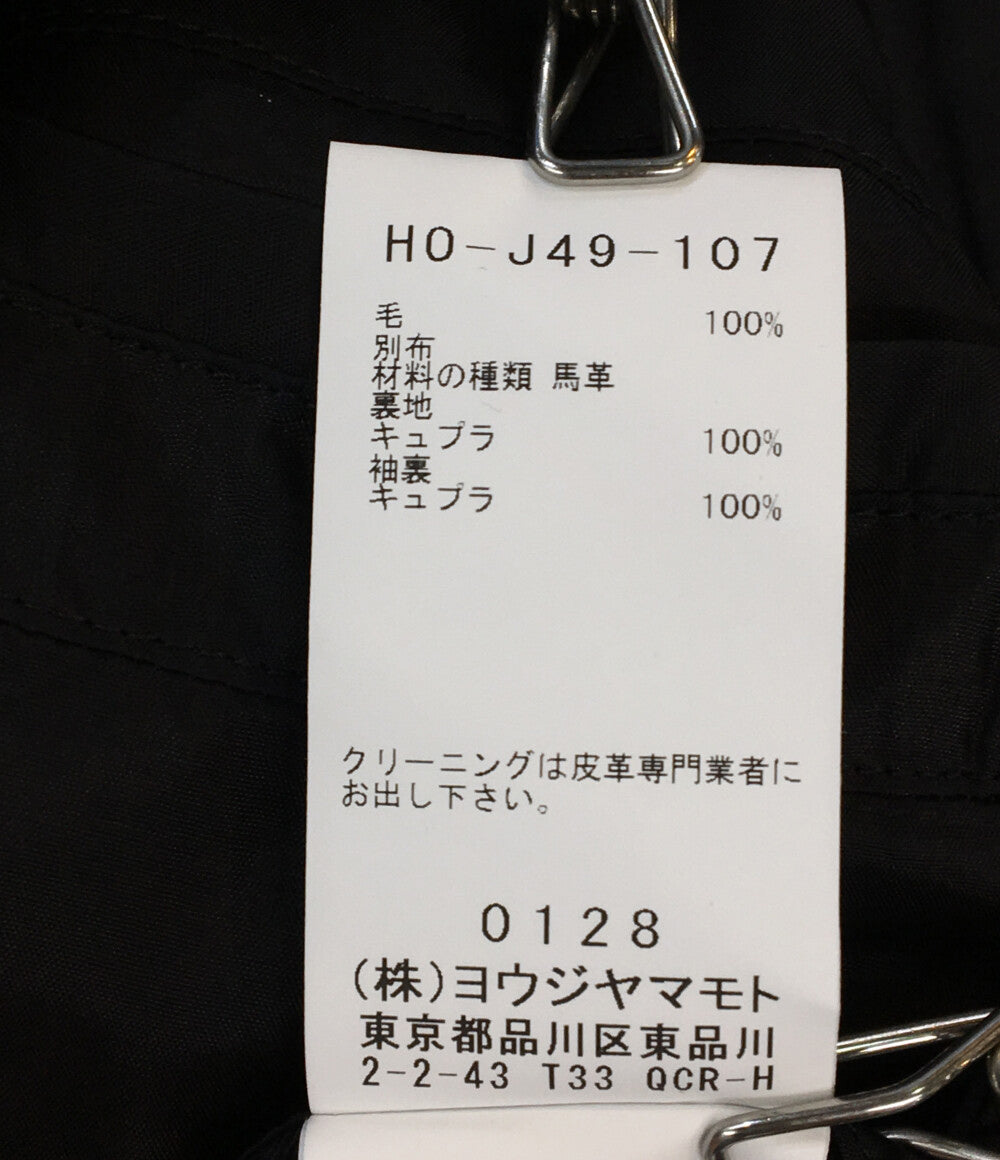 HO-J49-107
毛 100%
別布
材料の種類 馬革
裏地
キュプラ 100%
袖裏
キュプラ 100%
クリーニングは皮革専門業者に
お出し下さい。
0128
(株)ヨウジヤマモト
東京都品川区東品川
2-2-43 T33 QCR-H